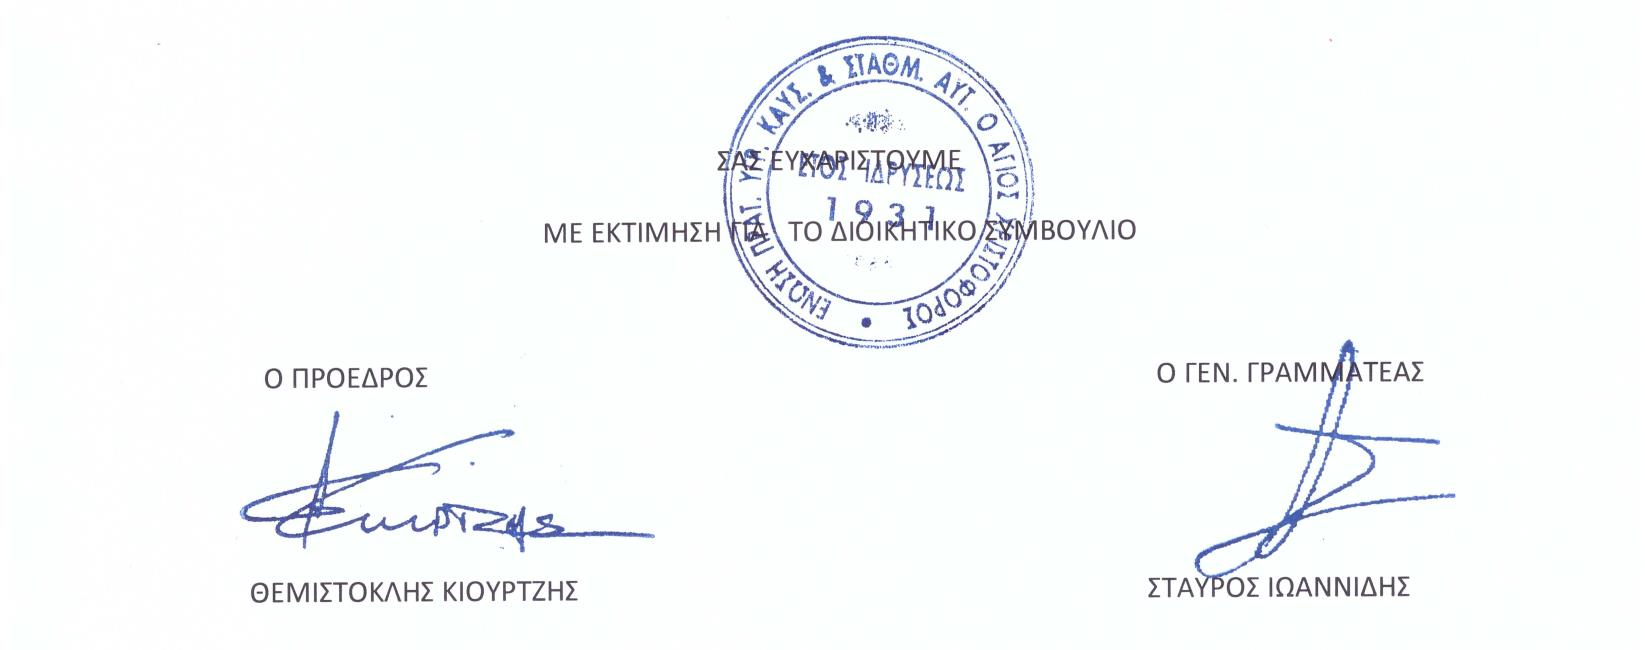 ΕΝΩΣΗ ΠΡΑΤ. ΥΓ. ΚΑΥΣ. & ΣΤΑΘΜ. ΑΥΤ. Ο ΑΓΙΟΣ ΧΡΙΣΤΟΦΟΡΟΣ
ΣΑΣ ΕΥΧΑΡΙΣΤΟΥΜΕ
ΕΤΟΣ ΙΔΡΥΣΕΩΣ
1931
ΜΕ ΕΚΤΙΜΗΣΗ ΓΙΑ ΤΟ ΔΙΟΙΚΗΤΙΚΟ ΣΥΜΒΟΥΛΙΟ
Ο ΠΡΟΕΔΡΟΣ
Ο ΓΕΝ. ΓΡΑΜΜΑΤΕΑΣ
ΘΕΜΙΣΤΟΚΛΗΣ ΚΙΟΥΡΤΖΗΣ
ΣΤΑΥΡΟΣ ΙΩΑΝΝΙΔΗΣ